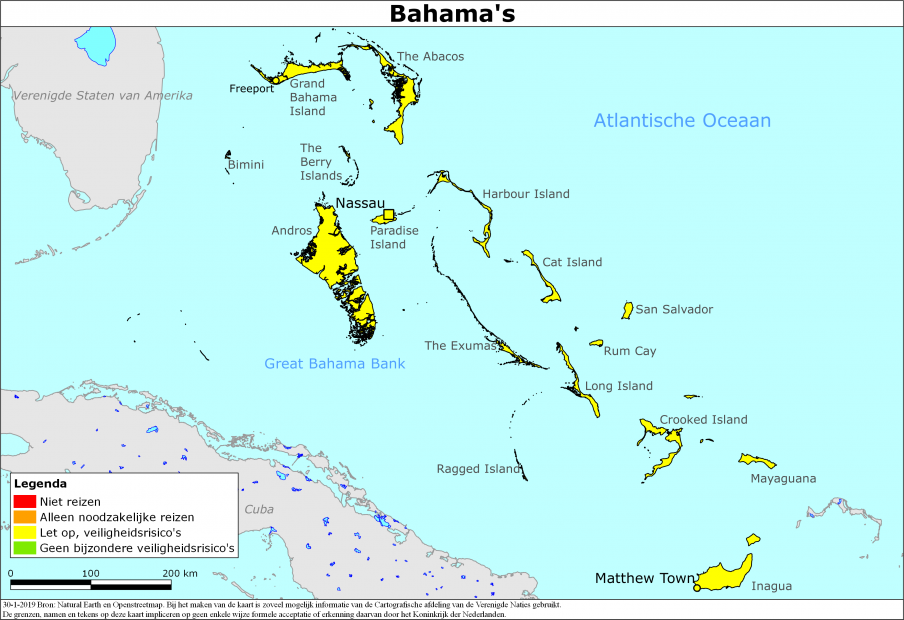 Bahama's
The Abacos
Verenigde Staten van Amerika
Freeport
Grand
Bahama
Island
Atlantische Oceaan
The
Berry
Islands
Bimini
Harbour Island
Nassau
Andros
Paradise
Island
Cat Island
San Salvador
The Exumas
Rum Cay
Great Bahama Bank
Long Island
Crooked Island
Ragged Island
Mayaguana
Legenda
Niet reizen
Alleen noodzakelijke reizen
Let op, veiligheidsrisico's
Geen bijzondere veiligheidsrisico's
Cuba
0 100 200 km
Matthew Town
Inagua
30-1-2019 Bron: Natural Earth en Openstreetmap. Bij het maken van de kaart is zoveel mogelijk informatie van de Cartografische afdeling van de Verenigde Naties gebruikt.
De grenzen, namen en tekens op deze kaart impliceren op geen enkele wijze formele acceptatie of erkenning daarvan door het Koninkrijk der Nederlanden.